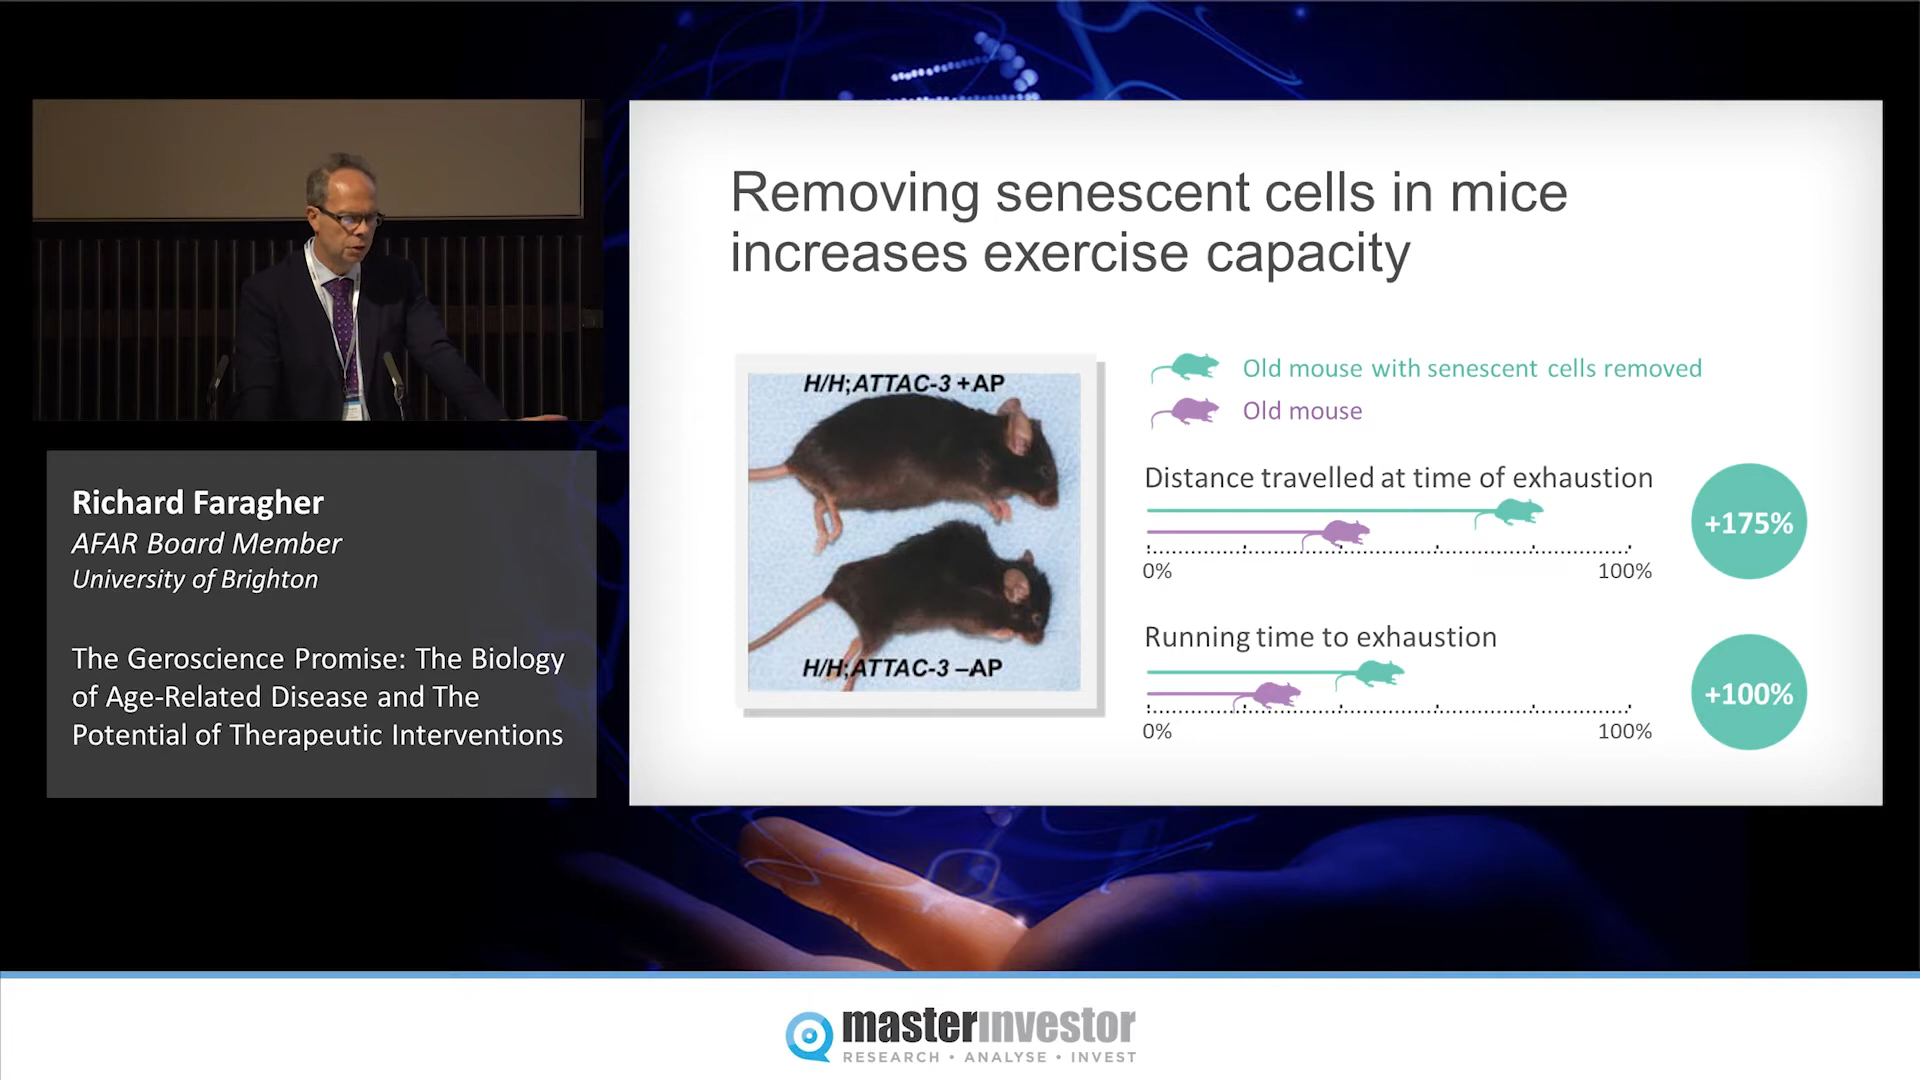 Removing senescent cells in mice
increases exercise capacity
H/H;ATTAC-3 +AP
H/H;ATTAC-3 –AP
Old mouse with senescent cells removed
Old mouse
Distance travelled at time of exhaustion
0%
100%
+175%
Running time to exhaustion
0%
100%
+100%
Richard Faragher
AFAR Board Member
University of Brighton
The Geroscience Promise: The Biology
of Age-Related Disease and The
Potential of Therapeutic Interventions
masterinvestor
RESEARCH • ANALYSE • INVEST